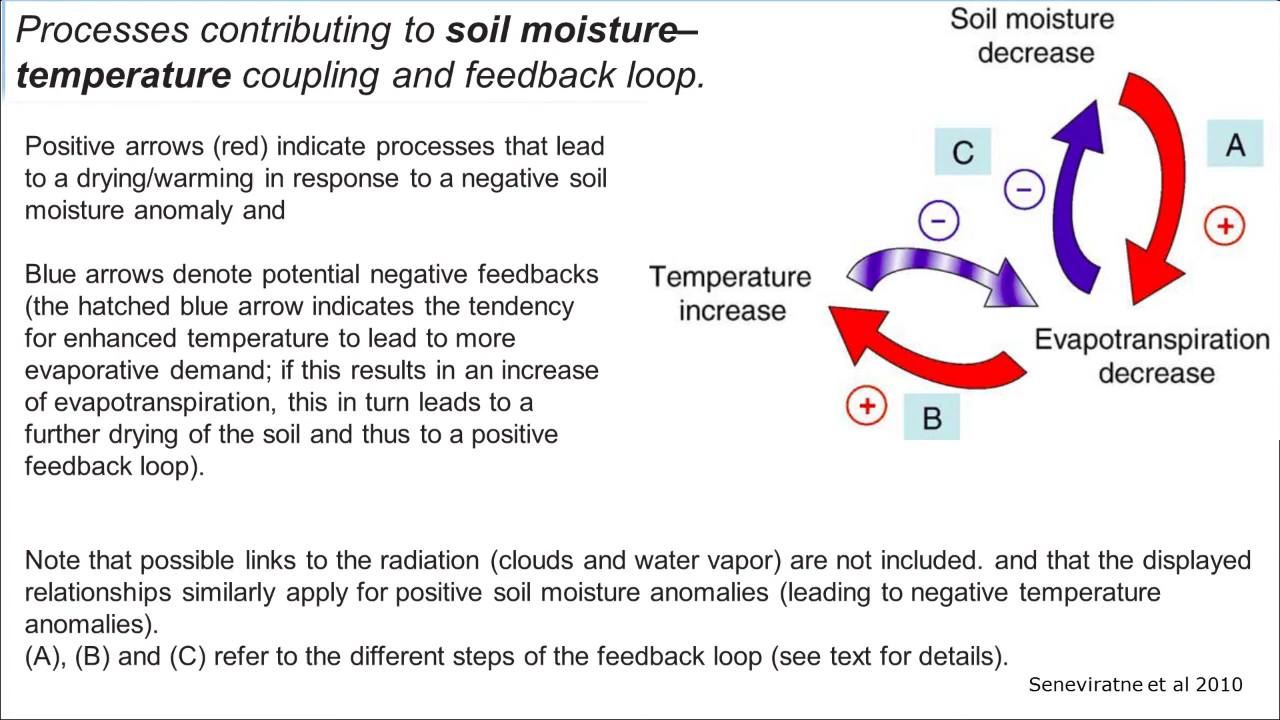 Processes contributing to soil moisture–
temperature coupling and feedback loop.
Positive arrows (red) indicate processes that lead
to a drying/warming in response to a negative soil
moisture anomaly and
Blue arrows denote potential negative feedbacks
(the hatched blue arrow indicates the tendency
for enhanced temperature to lead to more
evaporative demand; if this results in an increase
of evapotranspiration, this in turn leads to a
further drying of the soil and thus to a positive
feedback loop).
Soil moisture
decrease
C
A
−
−
+
Temperature
increase
Evapotranspiration
decrease
+
B
Note that possible links to the radiation (clouds and water vapor) are not included. and that the displayed
relationships similarly apply for positive soil moisture anomalies (leading to negative temperature
anomalies).
(A), (B) and (C) refer to the different steps of the feedback loop (see text for details).
Seneviratne et al 2010